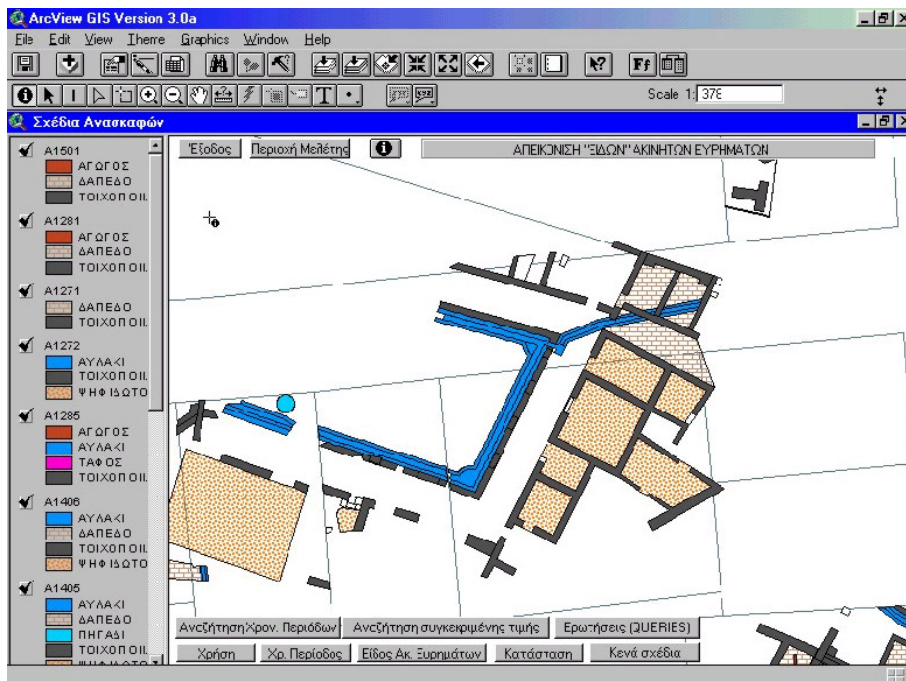 ArcView GIS Version 3.0a
File Edit View Theme Graphics Window Help
Scale 1: 378
Σχέδια Ανασκαφών
Έξοδος Περιοχή Μελέτης ΑΠΕΙΚΟΝΙΣΗ "ΕΙΔΩΝ" ΑΚΙΝΗΤΩΝ ΕΥΡΗΜΑΤΩΝ
A1501
ΑΓΩΓΟΣ
ΔΑΠΕΔΟ
ΤΟΙΧΟΠΟΙΙ.
A1281
ΑΓΩΓΟΣ
ΔΑΠΕΔΟ
ΤΟΙΧΟΠΟΙΙ.
A1271
ΔΑΠΕΔΟ
ΤΟΙΧΟΠΟΙΙ.
A1272
ΑΥΛΑΚΙ
ΤΟΙΧΟΠΟΙΙ.
ΨΗΦΙΔΩΤΟ
A1285
ΑΓΩΓΟΣ
ΑΥΛΑΚΙ
ΤΑΦΟΣ
ΤΟΙΧΟΠΟΙΙ.
A1406
ΑΥΛΑΚΙ
ΔΑΠΕΔΟ
ΤΟΙΧΟΠΟΙΙ.
ΨΗΦΙΔΩΤΟ
A1405
ΑΥΛΑΚΙ
ΔΑΠΕΔΟ
ΠΗΓΑΔΙ
ΤΟΙΧΟΠΟΙΙ.
Αναζήτηση Χρον. Περιόδων Αναζήτηση συγκεκριμένης τιμής Ερωτήσεις (QUERIES)
Χρήση Χρ. Περίοδος Είδος Ακ. Ευρημάτων Κατάσταση Κενά σχέδια